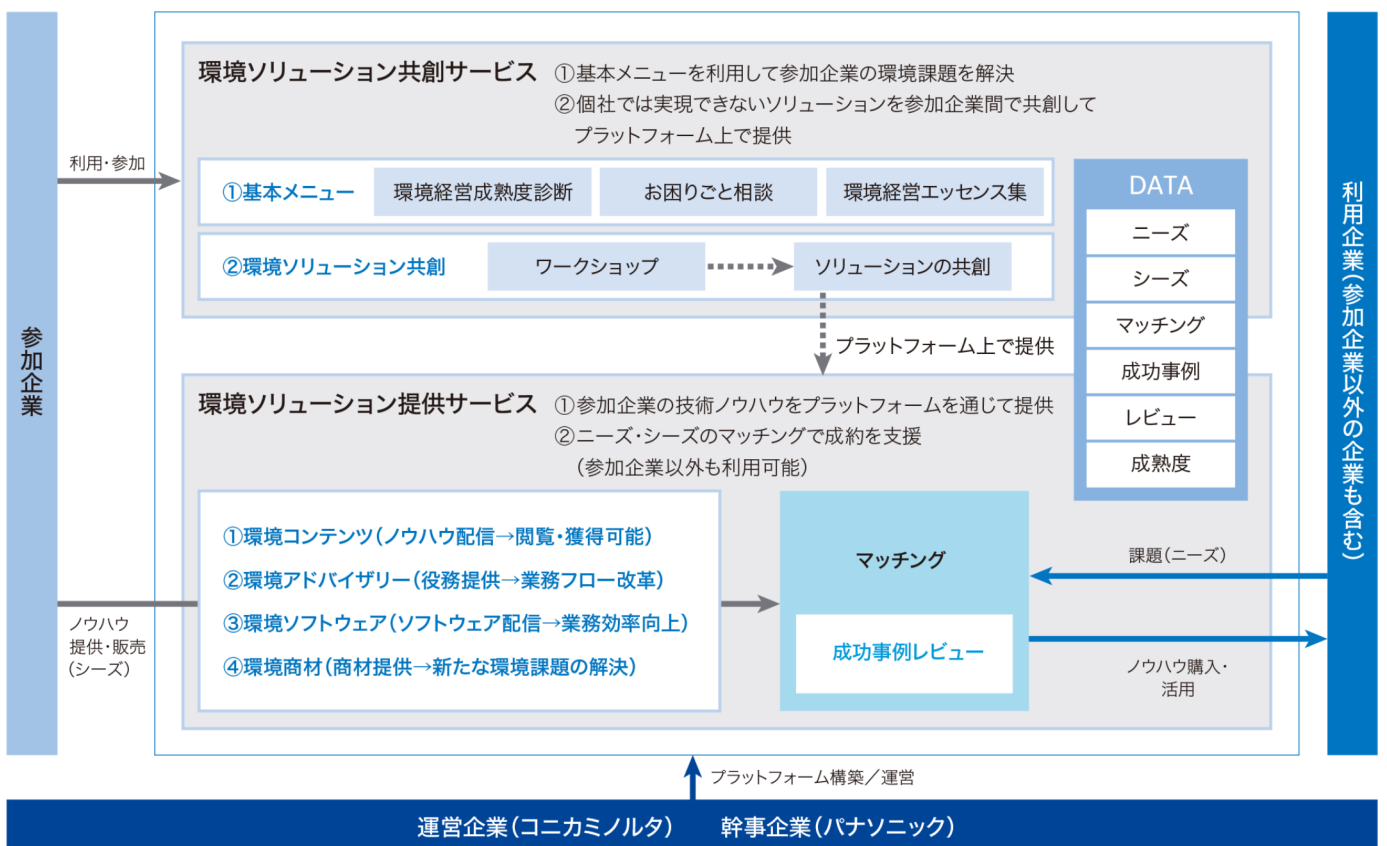 環境ソリューション共創サービス
①基本メニューを利用して参加企業の環境課題を解決
②個社では実現できないソリューションを参加企業間で共創して
プラットフォーム上で提供
利用・参加
①基本メニュー
環境経営成熟度診断
お困りごと相談
環境経営エッセンス集
②環境ソリューション共創
ワークショップ
ソリューションの共創
DATA
ニーズ
シーズ
マッチング
成功事例
レビュー
成熟度
参加企業
利用企業(参加企業以外の企業も含む)
プラットフォーム上で提供
環境ソリューション提供サービス
①参加企業の技術ノウハウをプラットフォームを通じて提供
②ニーズ・シーズのマッチングで成約を支援
(参加企業以外も利用可能)
①環境コンテンツ(ノウハウ配信→閲覧・獲得可能)
②環境アドバイザリー(役務提供→業務フロー改革)
③環境ソフトウェア(ソフトウェア配信→業務効率向上)
④環境商材(商材提供→新たな環境課題の解決)
ノウハウ
提供・販売
(シーズ)
マッチング
成功事例レビュー
課題(ニーズ)
ノウハウ購入・
活用
プラットフォーム構築／運営
運営企業(コニカミノルタ)
幹事企業(パナソニック)